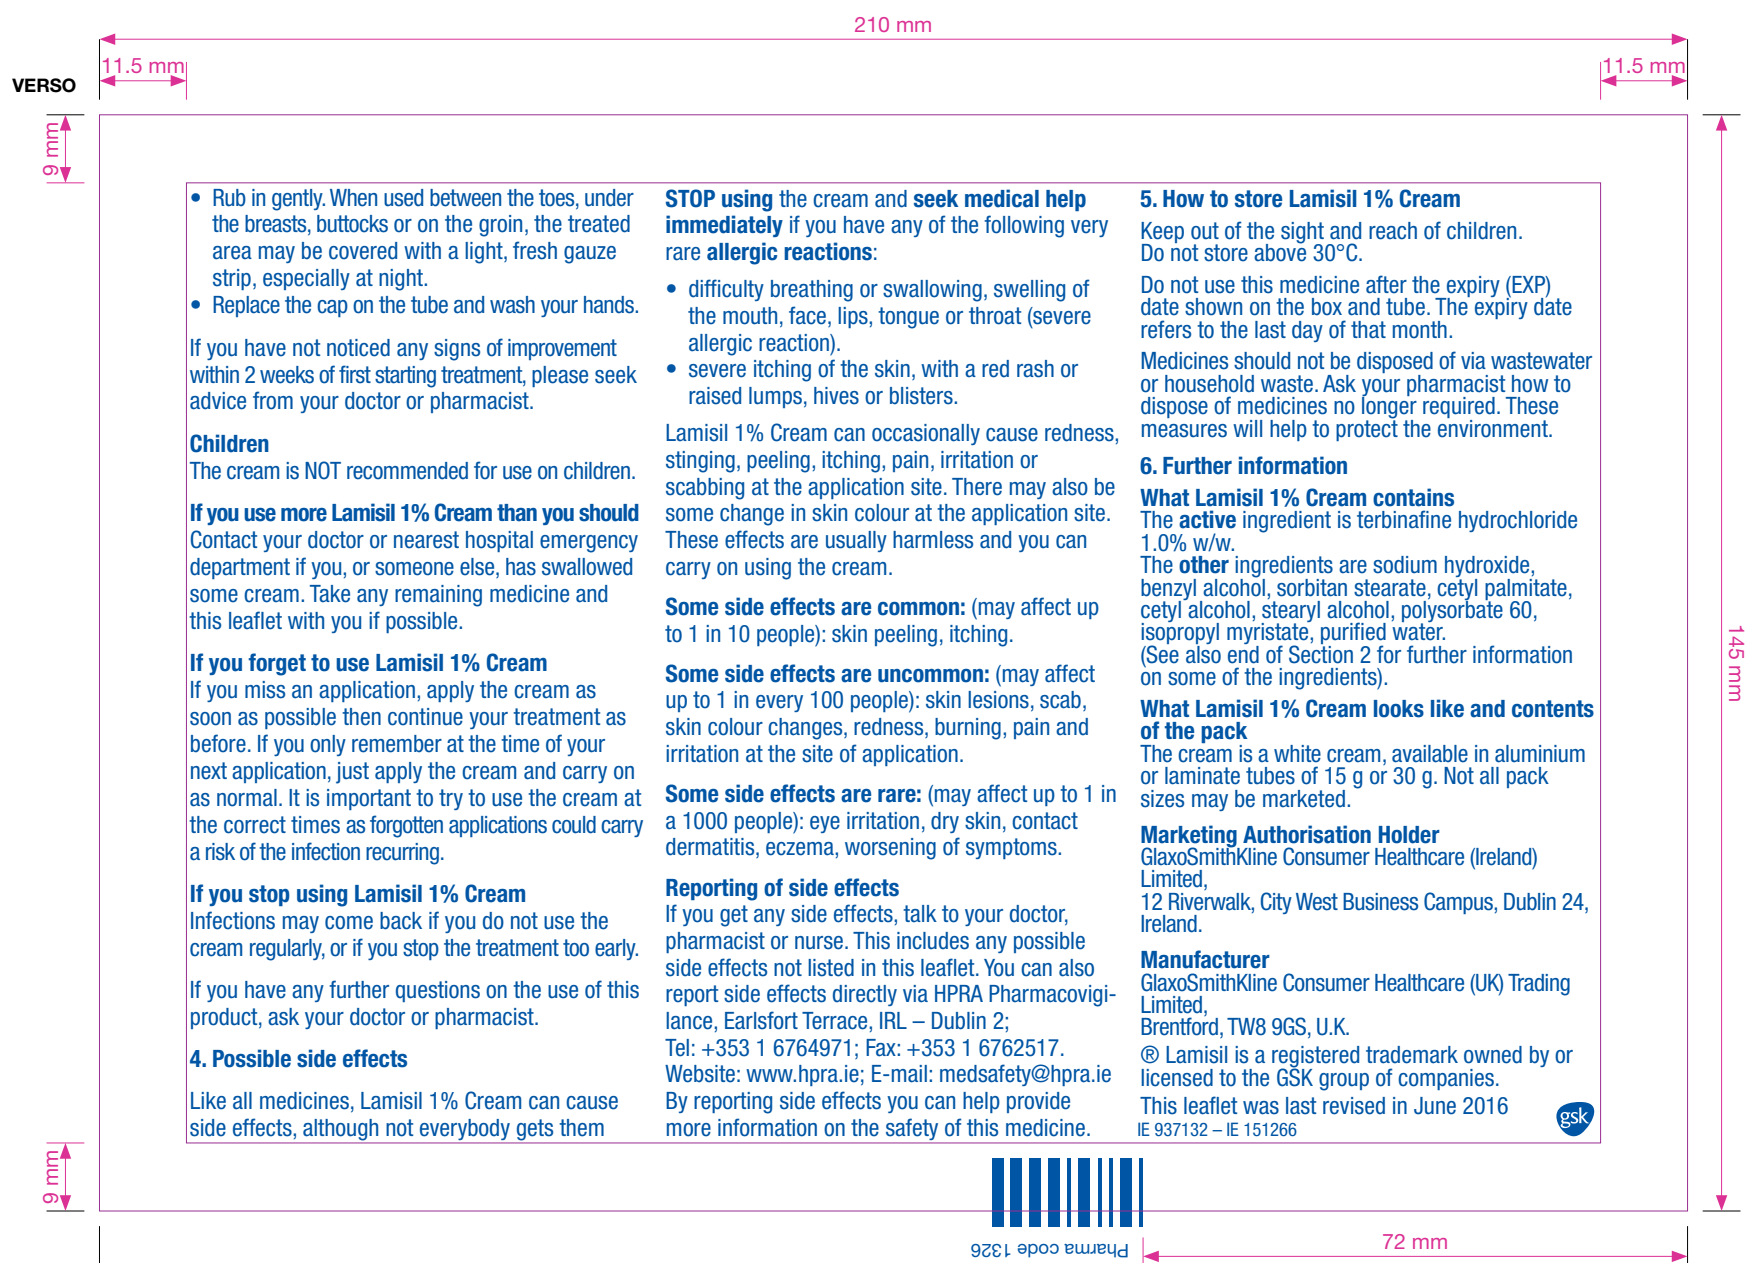 210 mm
11.5 mm
11.5 mm
VERSO
9 mm
• Rub in gently. When used between the toes, under
the breasts, buttocks or on the groin, the treated
area may be covered with a light, fresh gauze
strip, especially at night.
• Replace the cap on the tube and wash your hands.
If you have not noticed any signs of improvement
within 2 weeks of first starting treatment, please seek
advice from your doctor or pharmacist.
Children
The cream is NOT recommended for use on children.
If you use more Lamisil 1% Cream than you should
Contact your doctor or nearest hospital emergency
department if you, or someone else, has swallowed
some cream. Take any remaining medicine and
this leaflet with you if possible.
If you forget to use Lamisil 1% Cream
If you miss an application, apply the cream as
soon as possible then continue your treatment as
before. If you only remember at the time of your
next application, just apply the cream and carry on
as normal. It is important to try to use the cream at
the correct times as forgotten applications could carry
a risk of the infection recurring.
If you stop using Lamisil 1% Cream
Infections may come back if you do not use the
cream regularly, or if you stop the treatment too early.
If you have any further questions on the use of this
product, ask your doctor or pharmacist.
4. Possible side effects
Like all medicines, Lamisil 1% Cream can cause
side effects, although not everybody gets them
STOP using the cream and seek medical help
immediately if you have any of the following very
rare allergic reactions:
• difficulty breathing or swallowing, swelling of
the mouth, face, lips, tongue or throat (severe
allergic reaction).
• severe itching of the skin, with a red rash or
raised lumps, hives or blisters.
Lamisil 1% Cream can occasionally cause redness,
stinging, peeling, itching, pain, irritation or
scabbing at the application site. There may also be
some change in skin colour at the application site.
These effects are usually harmless and you can
carry on using the cream.
Some side effects are common: (may affect up
to 1 in 10 people): skin peeling, itching.
Some side effects are uncommon: (may affect
up to 1 in every 100 people): skin lesions, scab,
skin colour changes, redness, burning, pain and
irritation at the site of application.
Some side effects are rare: (may affect up to 1 in
a 1000 people): eye irritation, dry skin, contact
dermatitis, eczema, worsening of symptoms.
Reporting of side effects
If you get any side effects, talk to your doctor,
pharmacist or nurse. This includes any possible
side effects not listed in this leaflet. You can also
report side effects directly via HPRA Pharmacovigi-
lance, Earlsfort Terrace, IRL – Dublin 2;
Tel: +353 1 6764971; Fax: +353 1 6762517.
Website: www.hpra.ie; E-mail: medsafety@hpra.ie
By reporting side effects you can help provide
more information on the safety of this medicine.
5. How to store Lamisil 1% Cream
Keep out of the sight and reach of children.
Do not store above 30°C.
Do not use this medicine after the expiry (EXP)
date shown on the box and tube. The expiry date
refers to the last day of that month.
Medicines should not be disposed of via wastewater
or household waste. Ask your pharmacist how to
dispose of medicines no longer required. These
measures will help to protect the environment.
6. Further information
What Lamisil 1% Cream contains
The active ingredient is terbinafine hydrochloride
1.0% w/w.
The other ingredients are sodium hydroxide,
benzyl alcohol, sorbitan stearate, cetyl palmitate,
cetyl alcohol, stearyl alcohol, polysorbate 60,
isopropyl myristate, purified water.
(See also end of Section 2 for further information
on some of the ingredients).
What Lamisil 1% Cream looks like and contents
of the pack
The cream is a white cream, available in aluminium
or laminate tubes of 15 g or 30 g. Not all pack
sizes may be marketed.
Marketing Authorisation Holder
GlaxoSmithKline Consumer Healthcare (Ireland)
Limited,
12 Riverwalk, City West Business Campus, Dublin 24,
Ireland.
Manufacturer
GlaxoSmithKline Consumer Healthcare (UK) Trading
Limited,
Brentford, TW8 9GS, U.K.
® Lamisil is a registered trademark owned by or
licensed to the GSK group of companies.
This leaflet was last revised in June 2016
IE 937132 – IE 151266
gsk
145 mm
9 mm
Pharma code 1326
72 mm